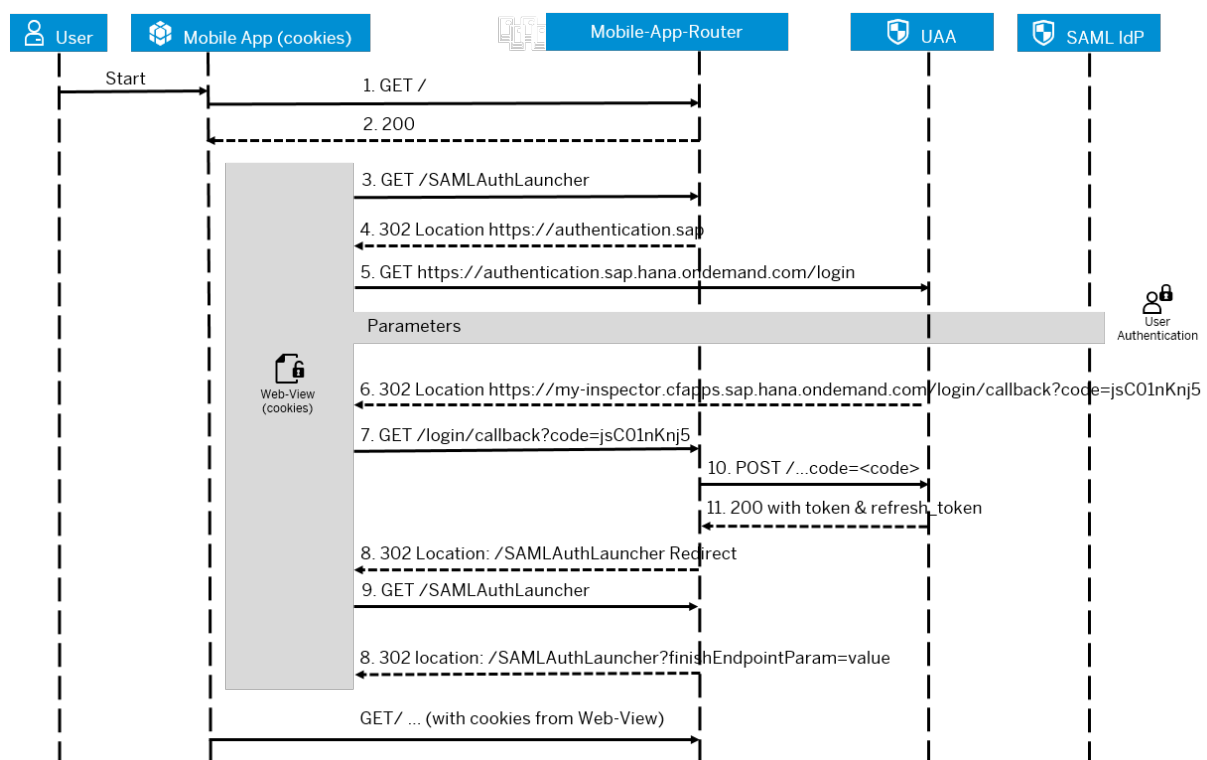 User
Mobile App (cookies)
Mobile-App-Router
UAA
SAML IdP
Start
1. GET /
2. 200
3. GET /SAMLAuthLauncher
4. 302 Location https://authentication.sap
5. GET https://authentication.sap.hana.ondemand.com/login
Parameters
User
Authentication
Web-View
(cookies)
6. 302 Location https://my-inspector.cfapps.sap.hana.ondemand.com/login/callback?code=jsC01nKnj5
7. GET /login/callback?code=jsC01nKnj5
10. POST /...code=<code>
11. 200 with token & refresh_token
8. 302 Location: /SAMLAuthLauncher Redirect
9. GET /SAMLAuthLauncher
8. 302 location: /SAMLAuthLauncher?finishEndpointParam=value
GET/ ... (with cookies from Web-View)